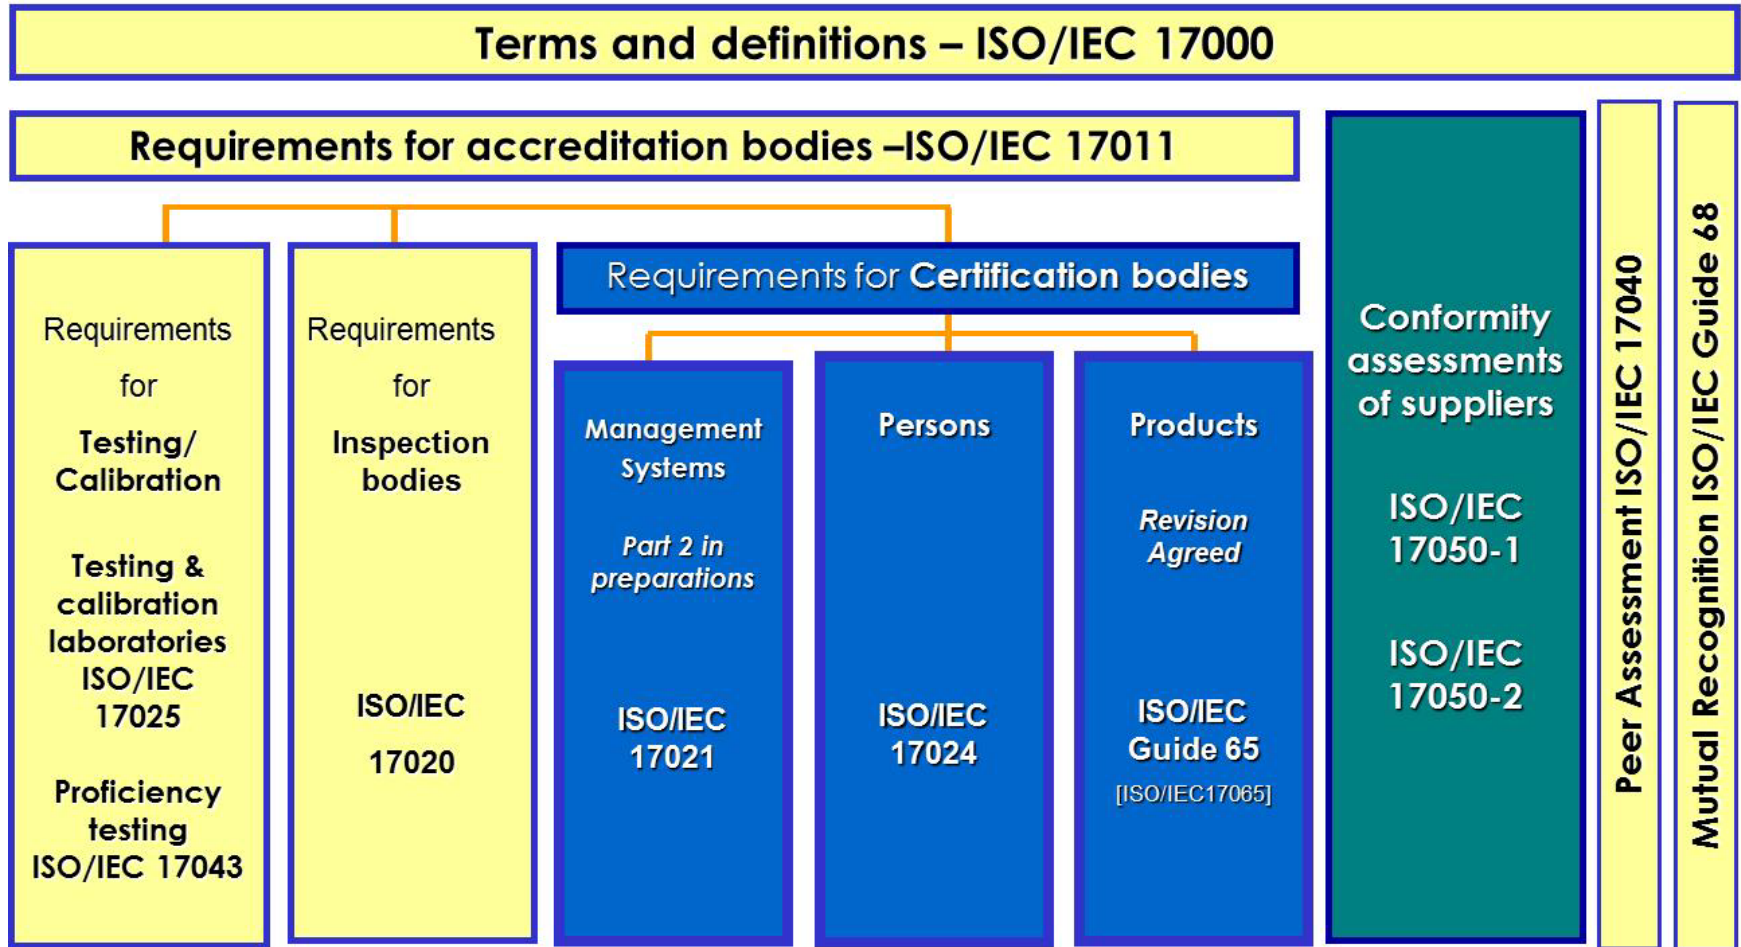 Terms and definitions – ISO/IEC 17000
Requirements for accreditation bodies –ISO/IEC 17011
Requirements
for
Testing/
Calibration
Testing &
calibration
laboratories
ISO/IEC
17025
Proficiency
testing
ISO/IEC 17043
Requirements
for
Inspection
bodies
ISO/IEC
17020
Requirements for Certification bodies
Management
Systems
Part 2 in
preparations
ISO/IEC
17021
Persons
ISO/IEC
17024
Products
Revision
Agreed
ISO/IEC
Guide 65
[ISO/IEC17065]
Conformity
assessments
of suppliers
ISO/IEC
17050-1
ISO/IEC
17050-2
Peer Assessment ISO/IEC 17040
Mutual Recognition ISO/IEC Guide 68